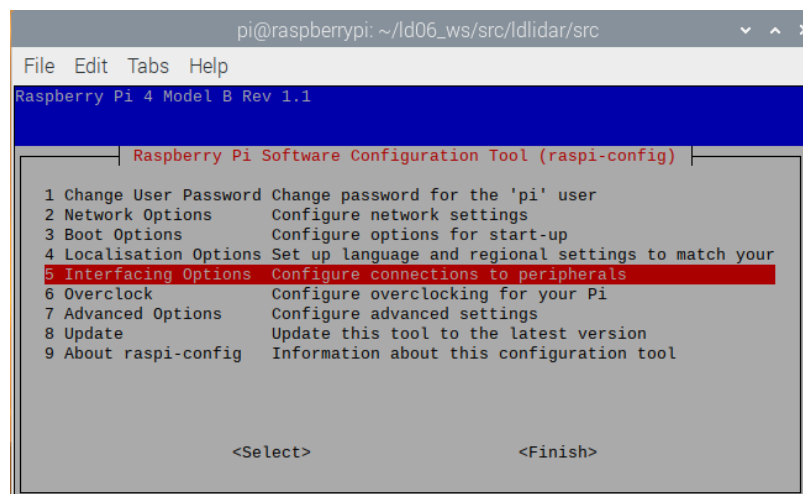 pi@raspberrypi: ~/ld06_ws/src/ldlidar/src
File Edit Tabs Help
Raspberry Pi 4 Model B Rev 1.1
Raspberry Pi Software Configuration Tool (raspi-config)
1 Change User Password Change password for the 'pi' user
2 Network Options Configure network settings
3 Boot Options Configure options for start-up
4 Localisation Options Set up language and regional settings to match your
5 Interfacing Options Configure connections to peripherals
6 Overclock Configure overclocking for your Pi
7 Advanced Options Configure advanced settings
8 Update Update this tool to the latest version
9 About raspi-config Information about this configuration tool
<Select> <Finish>